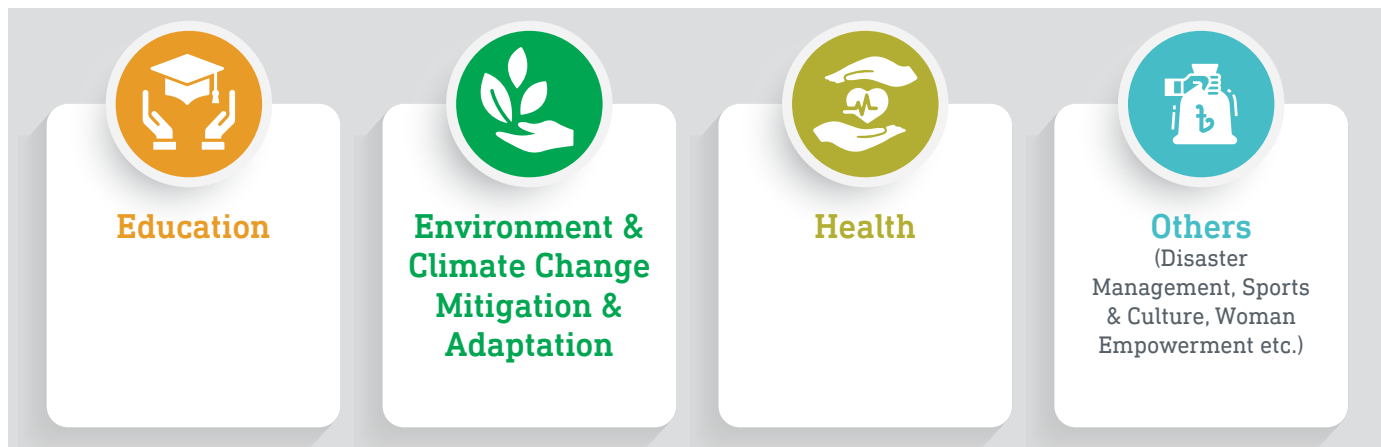 ৳
Education
Environment &
Climate Change
Mitigation &
Adaptation
Health
Others
(Disaster
Management, Sports
& Culture, Woman
Empowerment etc.)